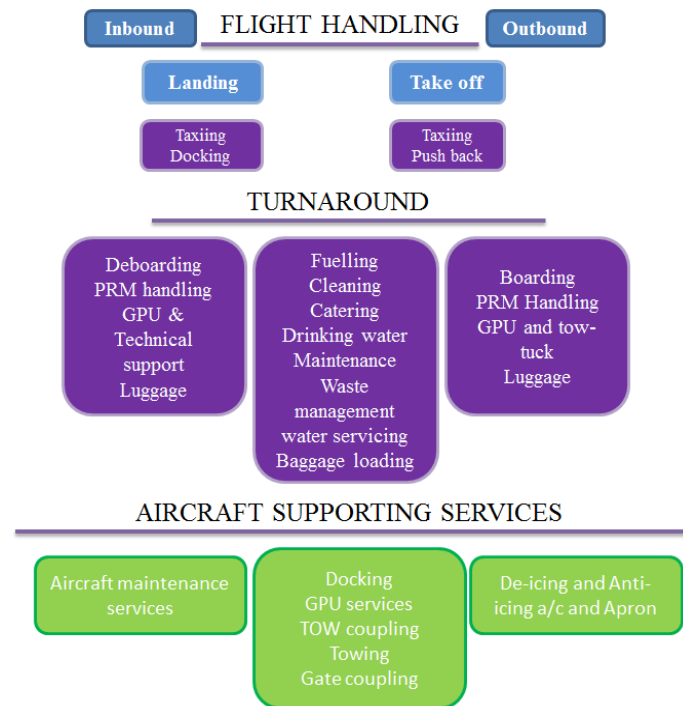 Inbound
FLIGHT HANDLING
Outbound
Landing
Take off
Taxiing
Docking
Taxiing
Push back
TURNAROUND
Deboarding
PRM handling
GPU &
Technical
support
Luggage
Fuelling
Cleaning
Catering
Drinking water
Maintenance
Waste
management
water servicing
Baggage loading
Boarding
PRM Handling
GPU and tow-
tuck
Luggage
AIRCRAFT SUPPORTING SERVICES
Aircraft maintenance
services
Docking
GPU services
TOW coupling
Towing
Gate coupling
De-icing and Anti-
icing a/c and Apron